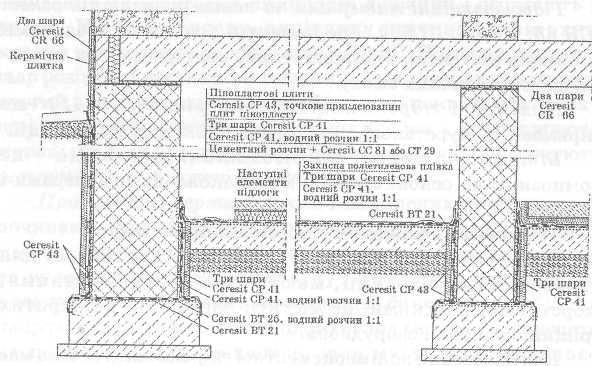 Два шари
Ceresit
CR 66
Керамічна
плитка
Пінопластові плити
Ceresit CP 43, точкове приклеювання
плит пінопласту
Три шари Ceresit CP 41
Ceresit CP 41, водний розчин 1:1
Цементний розчин + Ceresit CC 81 або CT 29
Два шари
Ceresit
CR 66
Наступні
елементи
підлоги
Захисна поліетиленова плівка
Три шари Ceresit CP 41
Ceresit CP 41,
водний розчин 1:1
Ceresit BT 21
Ceresit
CP 43
Три шари
Ceresit CP 41
Ceresit CP 41, водний розчин 1:1
Ceresit BT 26, водний розчин 1:1
Ceresit BT 21
Ceresit CP 43
Три шари
Ceresit
CP 41